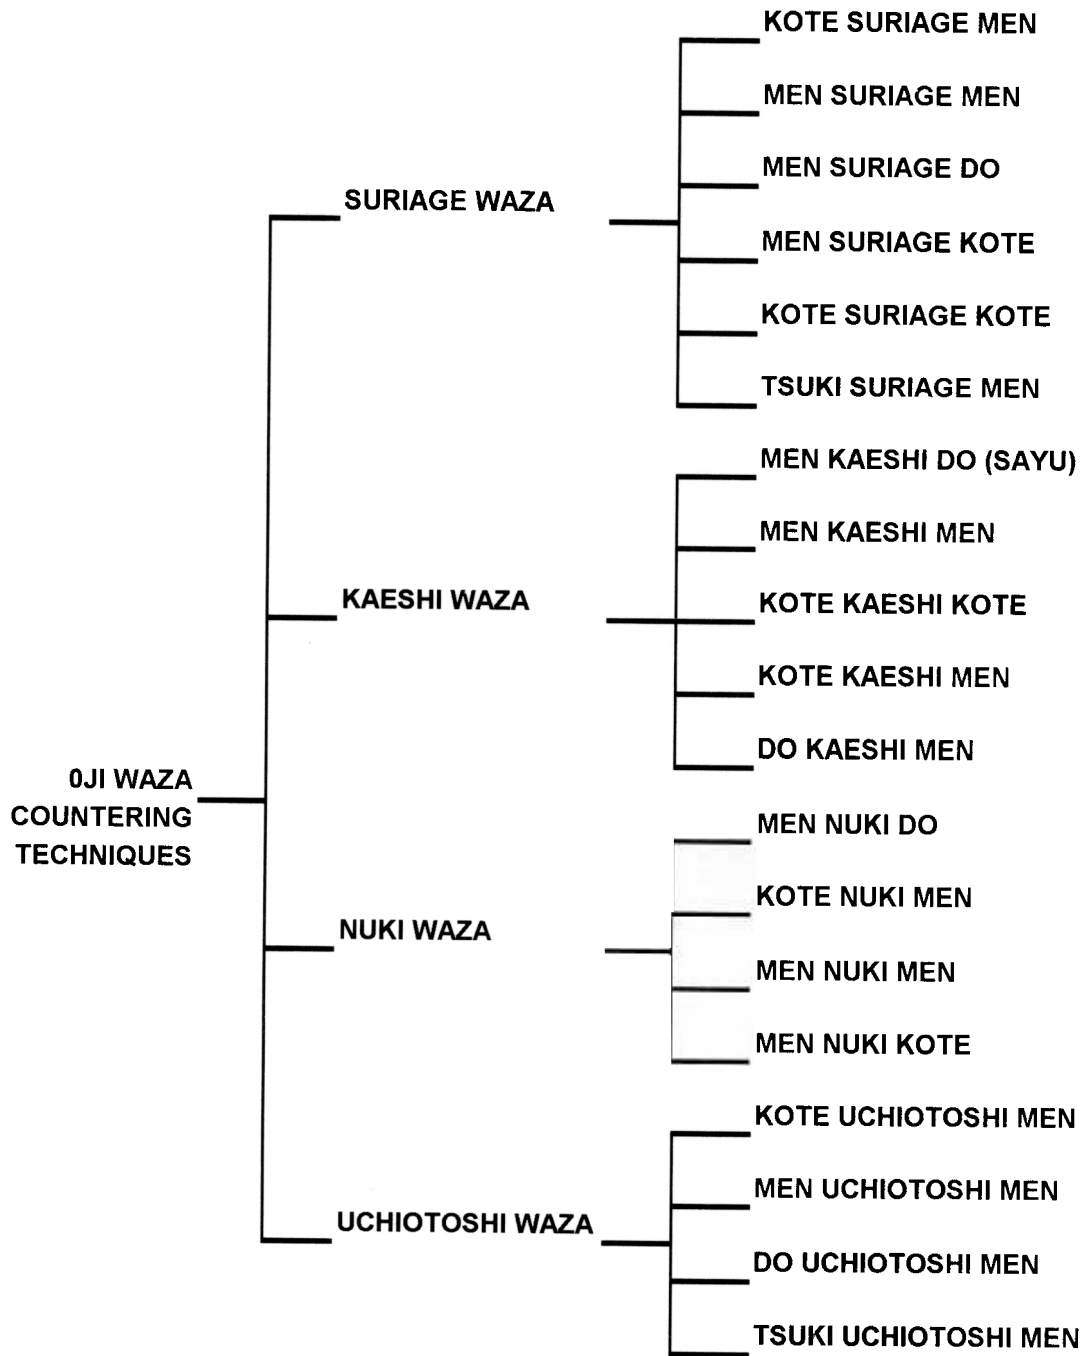 KOTE SURIAGE MEN
MEN SURIAGE MEN
MEN SURIAGE DO
SURIAGE WAZA
MEN SURIAGE KOTE
KOTE SURIAGE KOTE
TSUKI SURIAGE MEN
MEN KAESHI DO (SAYU)
MEN KAESHI MEN
KAESHI WAZA
KOTE KAESHI KOTE
KOTE KAESHI MEN
DO KAESHI MEN
0JI WAZA
COUNTERING
TECHNIQUES
MEN NUKI DO
KOTE NUKI MEN
NUKI WAZA
MEN NUKI MEN
MEN NUKI KOTE
KOTE UCHIOTOSHI MEN
MEN UCHIOTOSHI MEN
UCHIOTOSHI WAZA
DO UCHIOTOSHI MEN
TSUKI UCHIOTOSHI MEN